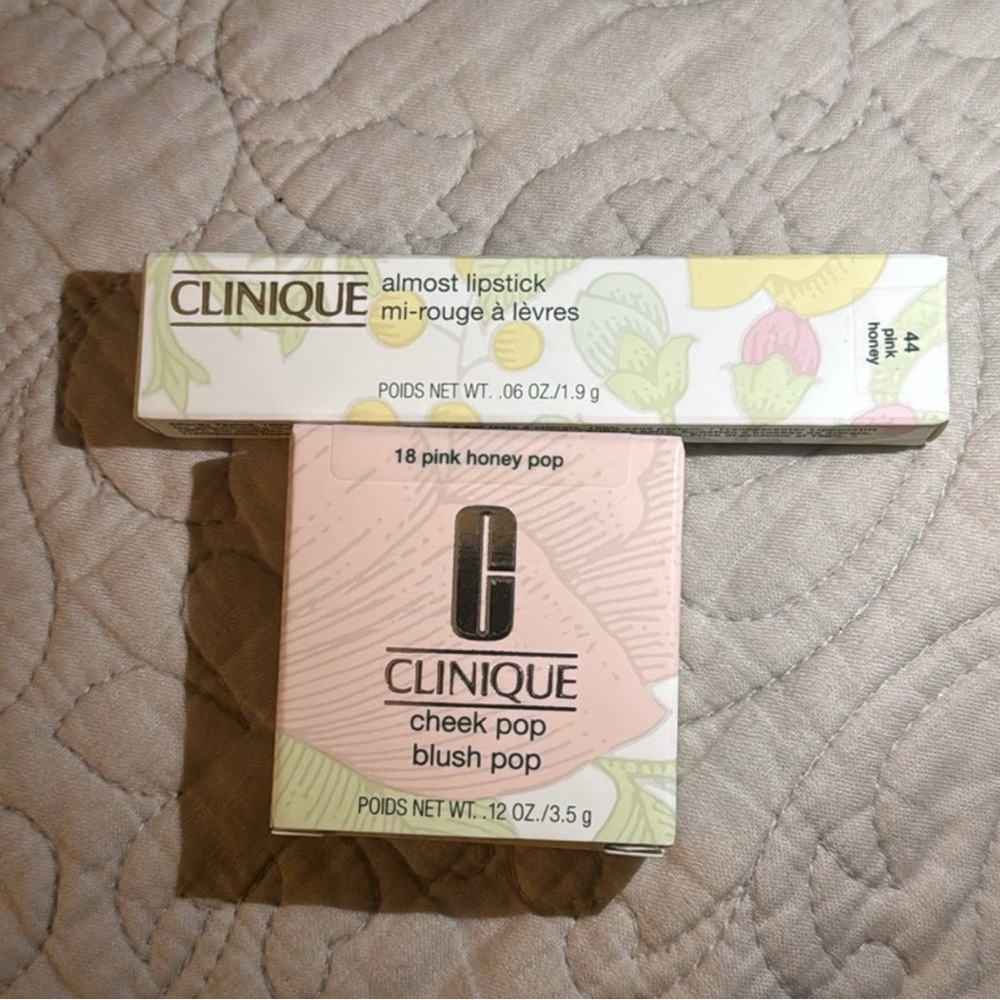 CLINIQUE
almost lipstick
mi-rouge à lèvres
POIDS NET WT. .06 OZ./1.9 g
44
pink
honey
18 pink honey pop
CLINIQUE
cheek pop
blush pop
POIDS NET WT. .12 OZ./3.5 g